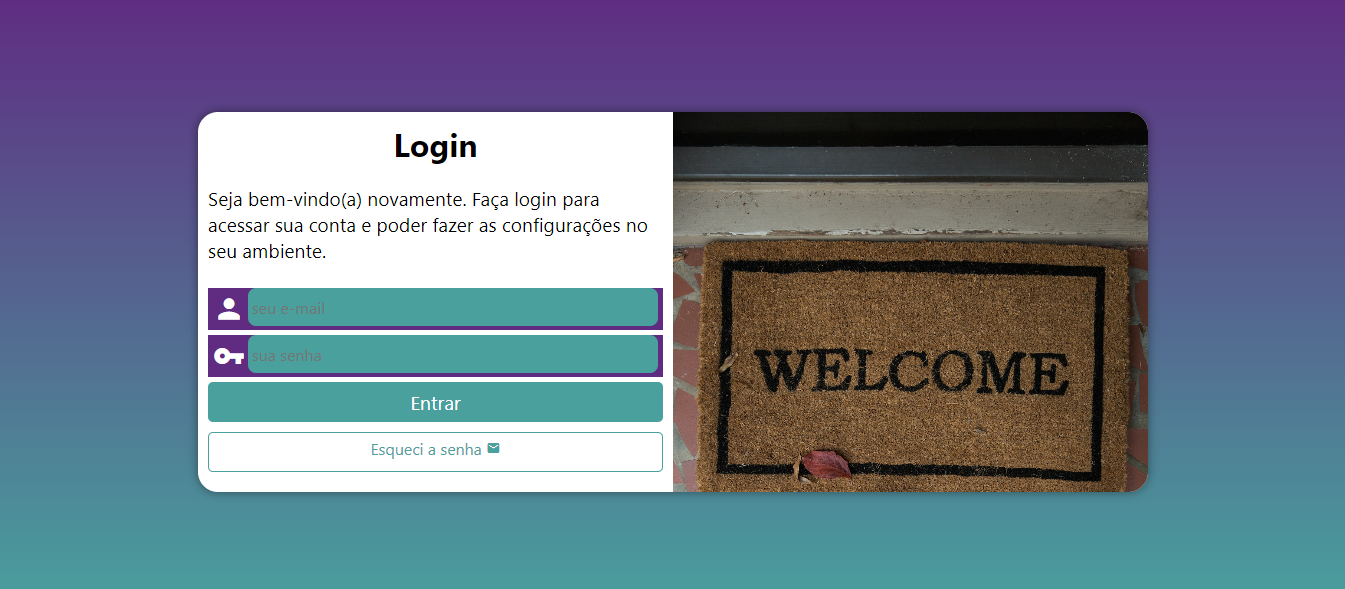 Login
Seja bem-vindo(a) novamente. Faça login para
acessar sua conta e poder fazer as configurações no
seu ambiente.
seu e-mail
sua senha
Entrar
Esqueci a senha
WELCOME